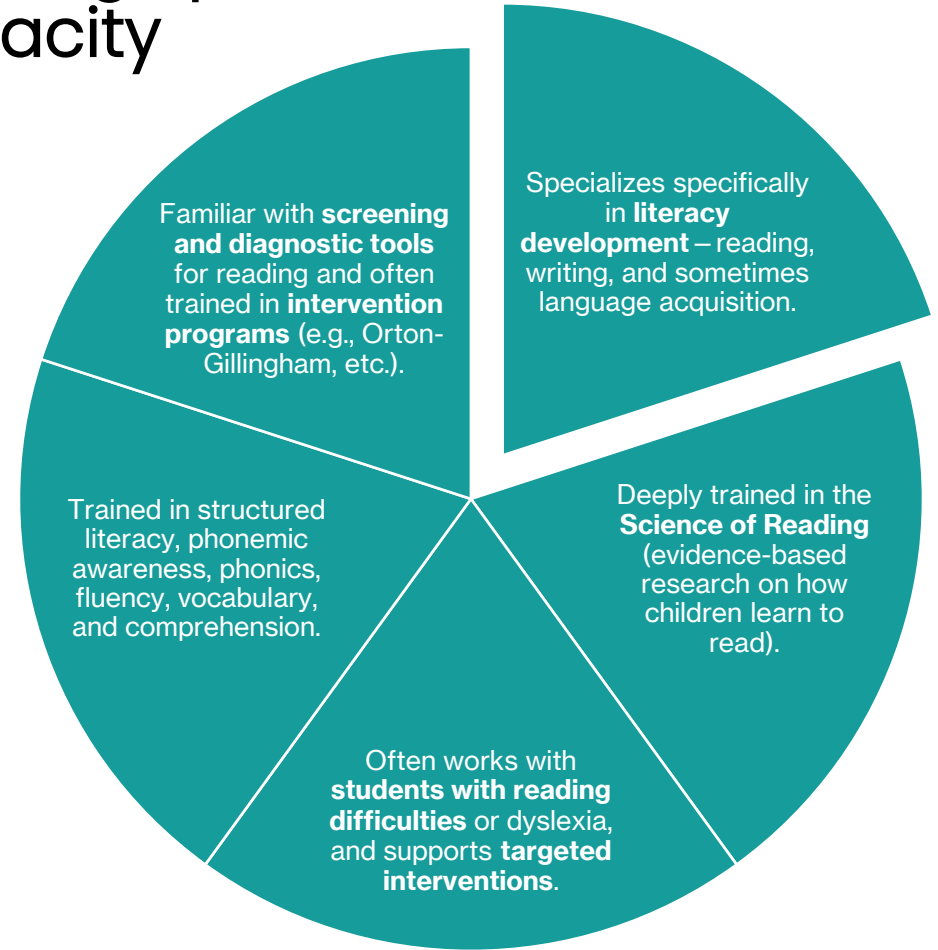 acity
Specializes specifically
in literacy
development – reading,
writing, and sometimes
language acquisition.
Deeply trained in the
Science of Reading
(evidence-based
research on how
children learn to
read).
Often works with
students with reading
difficulties or dyslexia,
and supports targeted
interventions.
Trained in structured
literacy, phonemic
awareness, phonics,
fluency, vocabulary,
and comprehension.
Familiar with screening
and diagnostic tools
for reading and often
trained in intervention
programs (e.g., Orton-
Gillingham, etc.).